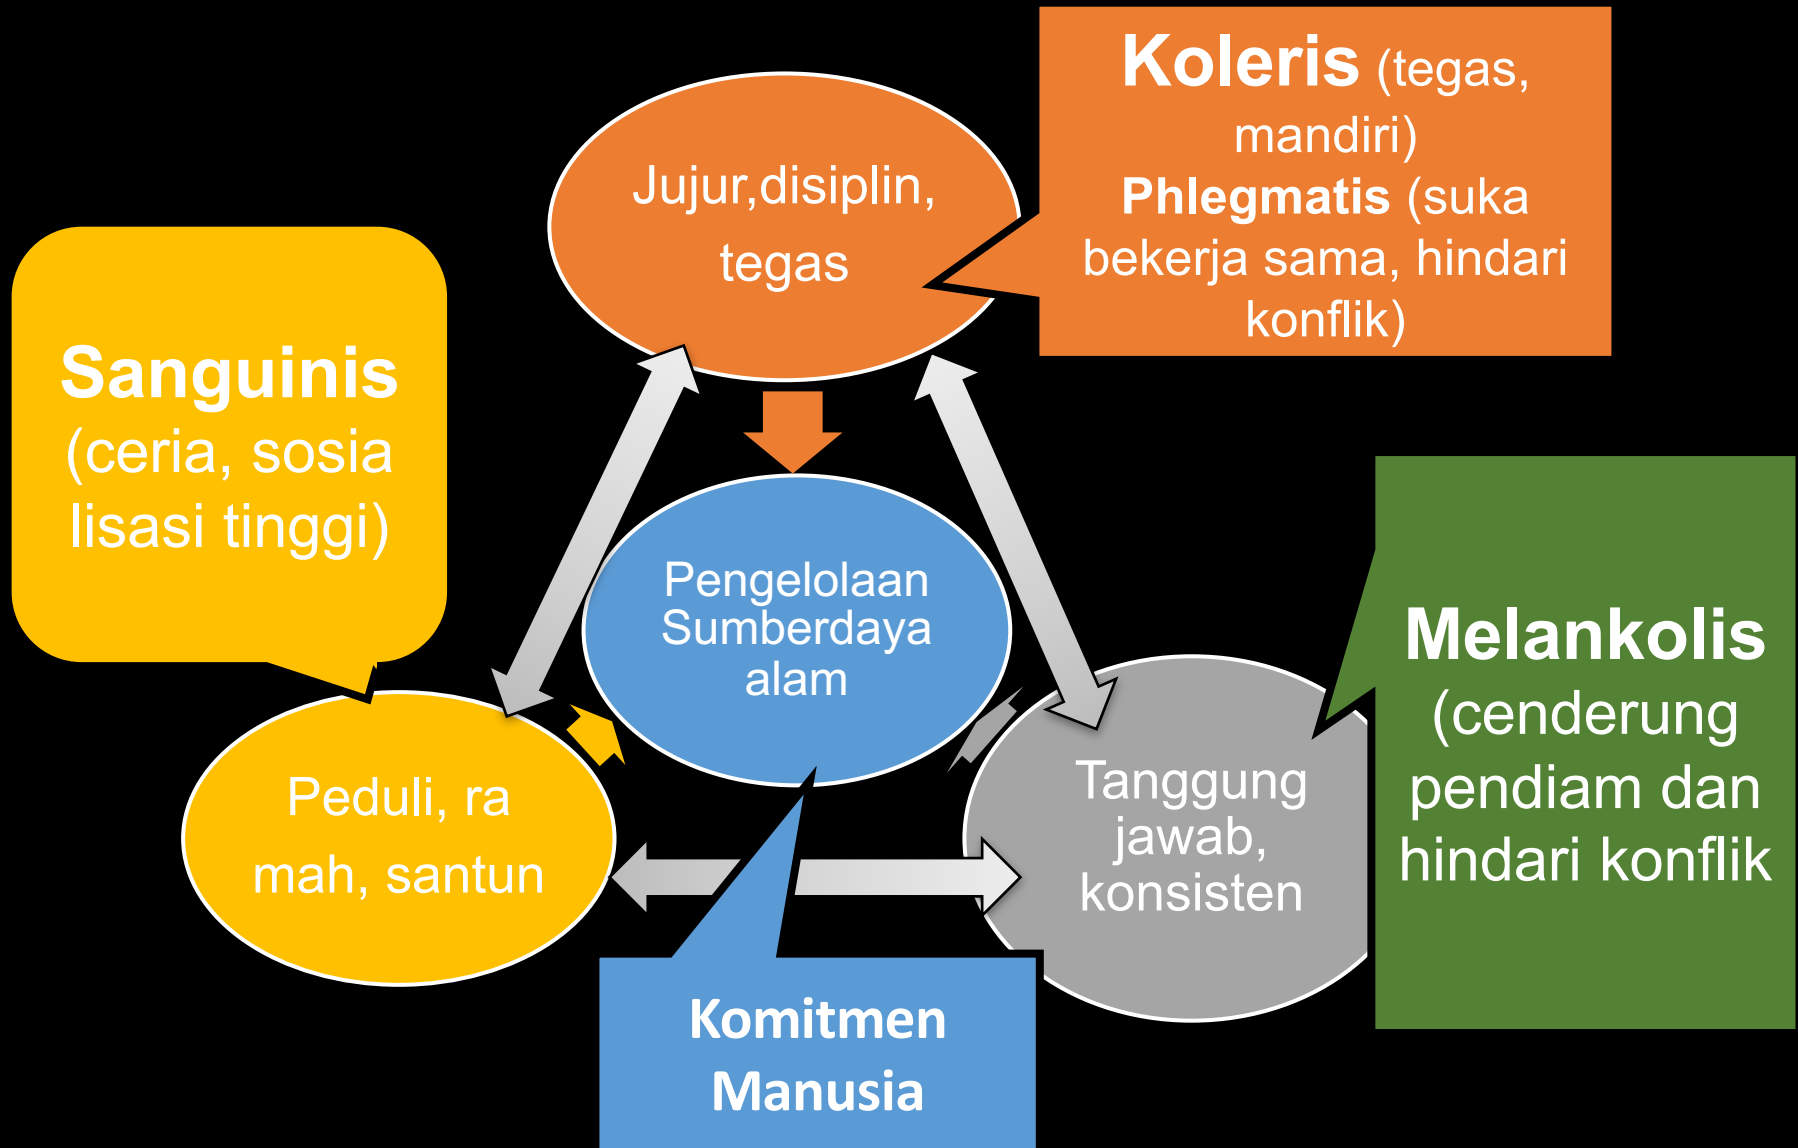 Koleris (tegas,
mandiri)
Phlegmatis (suka
bekerja sama, hindari
konflik)
Jujur,disiplin,
tegas
Sanguinis
(ceria, sosia
lisasi tinggi)
Pengelolaan
Sumberdaya
alam
Melankolis
(cenderung
pendiam dan
hindari konflik
Peduli, ra
mah, santun
Tanggung
jawab,
konsisten
Komitmen
Manusia